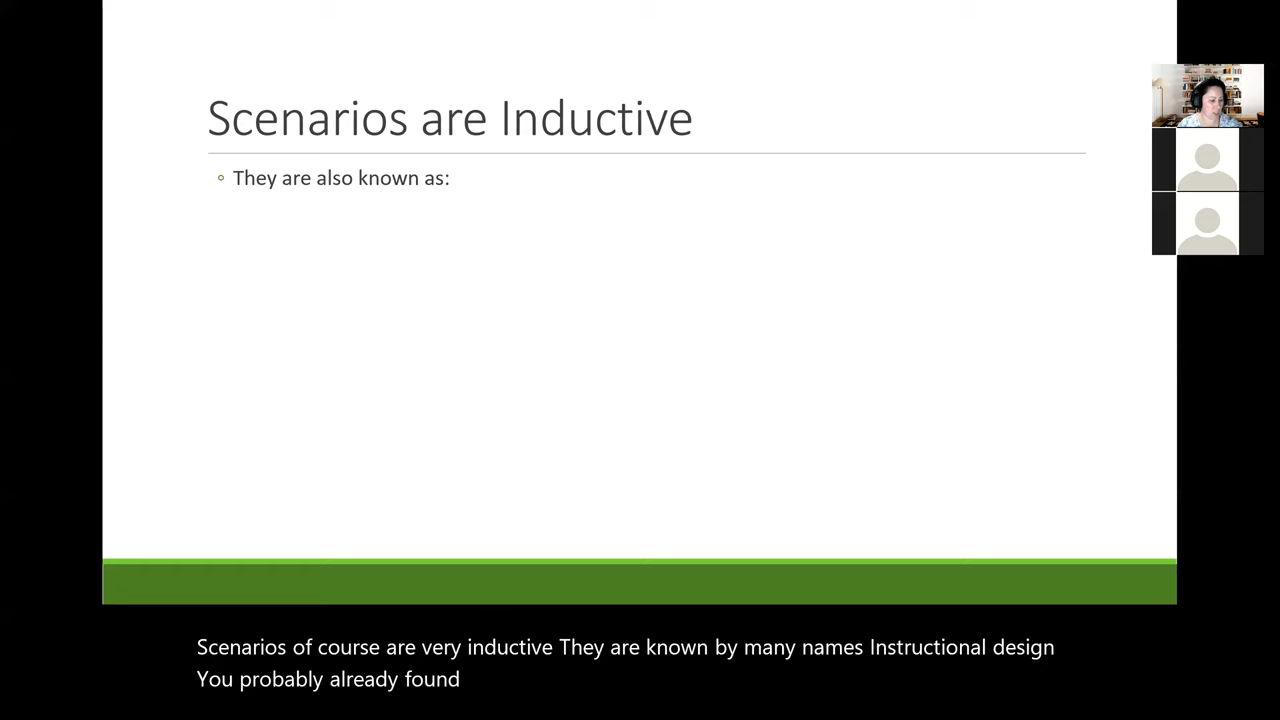 Scenarios are Inductive
They are also known as:
Scenarios of course are very inductive They are known by many names Instructional design
You probably already found